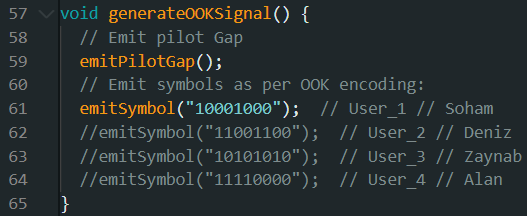 57 void generateOOKSignal() {
58 // Emit pilot Gap
59 emitPilotGap();
60 // Emit symbols as per OOK encoding:
61 emitSymbol("10001000"); // User_1 // Soham
62 //emitSymbol("11001100"); // User_2 // Deniz
63 //emitSymbol("10101010"); // User_3 // Zaynab
64 //emitSymbol("11110000"); // User_4 // Alan
65 }